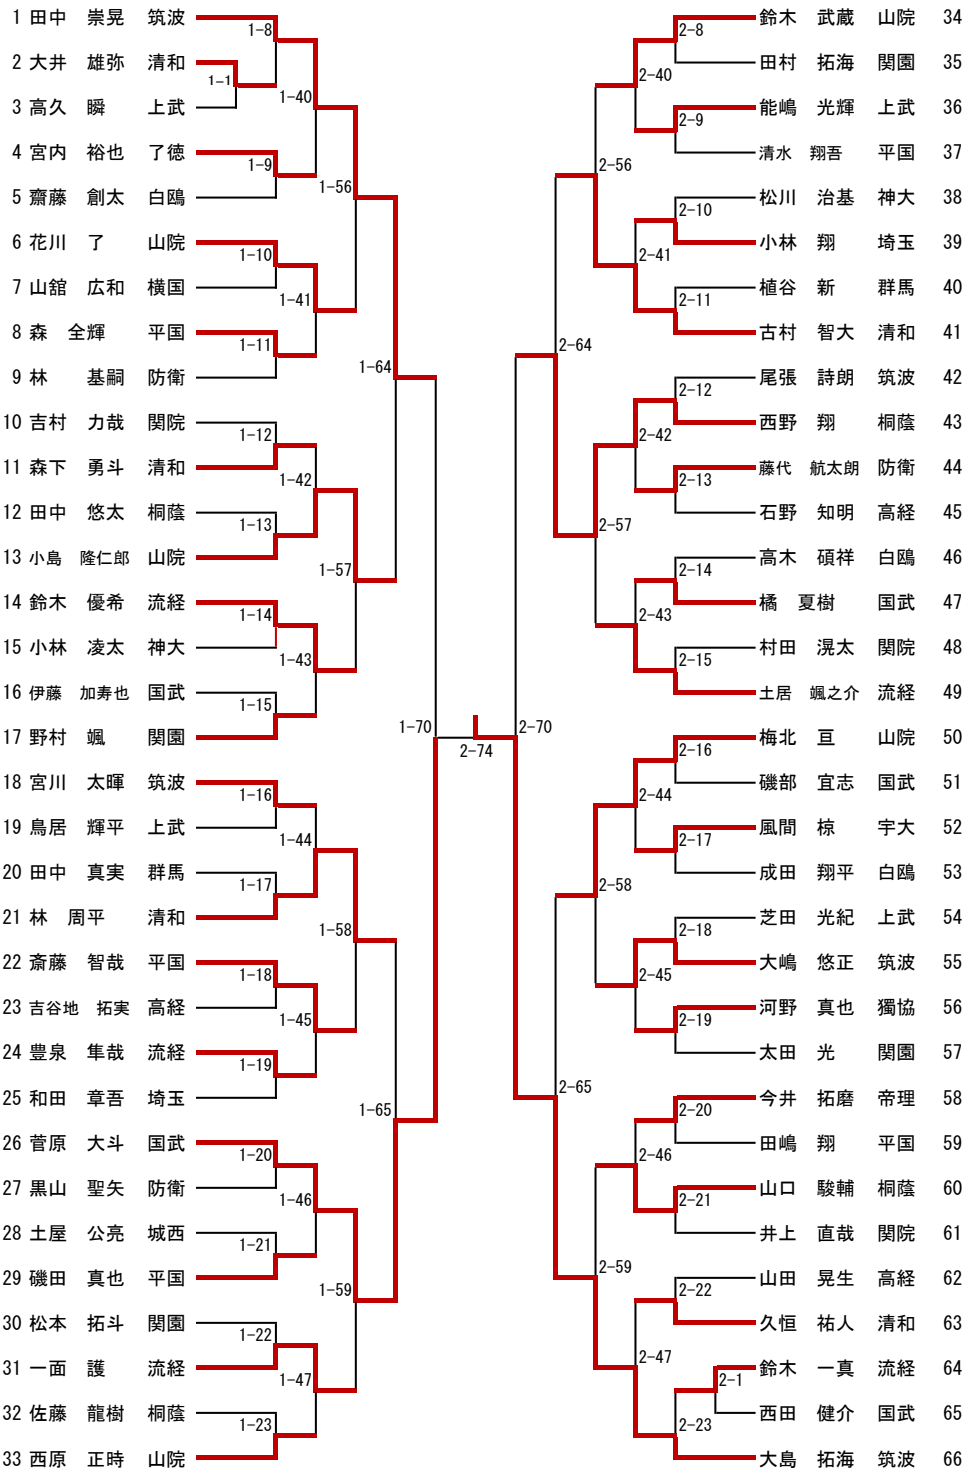 1 田中 崇晃 筑波
1-8
2 大井 雄弥 清和
1-1
1-40
3 高久 瞬 上武
4 宮内 裕也 了徳
1-9
1-56
5 齋藤 創太 白鴎
6 花川 了 山院
1-10
7 山舘 広和 横国
1-41
8 森 全輝 平国
1-11
1-64
9 林 基嗣 防衛
10 吉村 力哉 関院
1-12
11 森下 勇斗 清和
1-42
12 田中 悠太 桐蔭
1-13
13 小島 隆仁郎 山院
1-57
14 鈴木 優希 流経
1-14
15 小林 凌太 神大
1-43
16 伊藤 加寿也 国武
1-15
17 野村 颯 関園
1-70
18 宮川 太暉 筑波
1-16
19 鳥居 輝平 上武
1-44
20 田中 真実 群馬
1-17
21 林 周平 清和
1-58
22 斎藤 智哉 平国
1-18
23 吉谷地 拓実 高経
1-45
24 豊泉 隼哉 流経
1-19
25 和田 章吾 埼玉
1-65
26 菅原 大斗 国武
1-20
27 黒山 聖矢 防衛
1-46
28 土屋 公亮 城西
1-21
29 磯田 真也 平国
1-59
30 松本 拓斗 関園
1-22
31 一面 護 流経
1-47
32 佐藤 龍樹 桐蔭
1-23
33 西原 正時 山院
2-74
鈴木 武蔵 山院 34
2-8
田村 拓海 関園 35
2-40
能嶋 光輝 上武 36
2-9
清水 翔吾 平国 37
2-56
松川 治基 神大 38
2-10
小林 翔 埼玉 39
2-41
植谷 新 群馬 40
2-11
古村 智大 清和 41
2-64
尾張 詩朗 筑波 42
2-12
西野 翔 桐蔭 43
2-42
藤代 航太朗 防衛 44
2-13
石野 知明 高経 45
2-57
高木 碩祥 白鴎 46
2-14
橘 夏樹 国武 47
2-43
村田 滉太 関院 48
2-15
土居 颯之介 流経 49
2-70
梅北 亘 山院 50
2-16
磯部 宜志 国武 51
2-44
風間 椋 宇大 52
2-17
成田 翔平 白鴎 53
2-58
芝田 光紀 上武 54
2-18
大嶋 悠正 筑波 55
2-45
河野 真也 獨協 56
2-19
太田 光 関園 57
2-65
今井 拓磨 帝理 58
2-20
田嶋 翔 平国 59
2-46
山口 駿輔 桐蔭 60
2-21
井上 直哉 関院 61
2-59
山田 晃生 高経 62
2-22
久恒 祐人 清和 63
2-47
鈴木 一真 流経 64
2-1
西田 健介 国武 65
2-23
大島 拓海 筑波 66